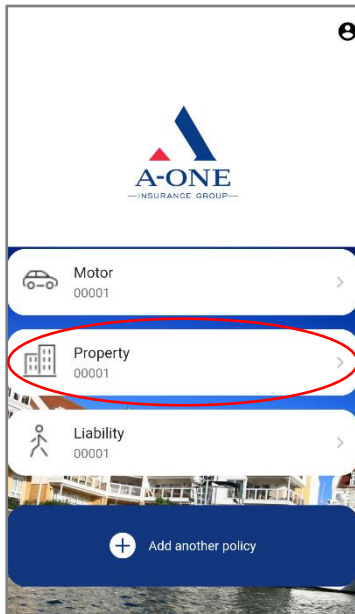 A-ONE
INSURANCE GROUP
Motor
00001
Property
00001
Liability
00001
Add another policy